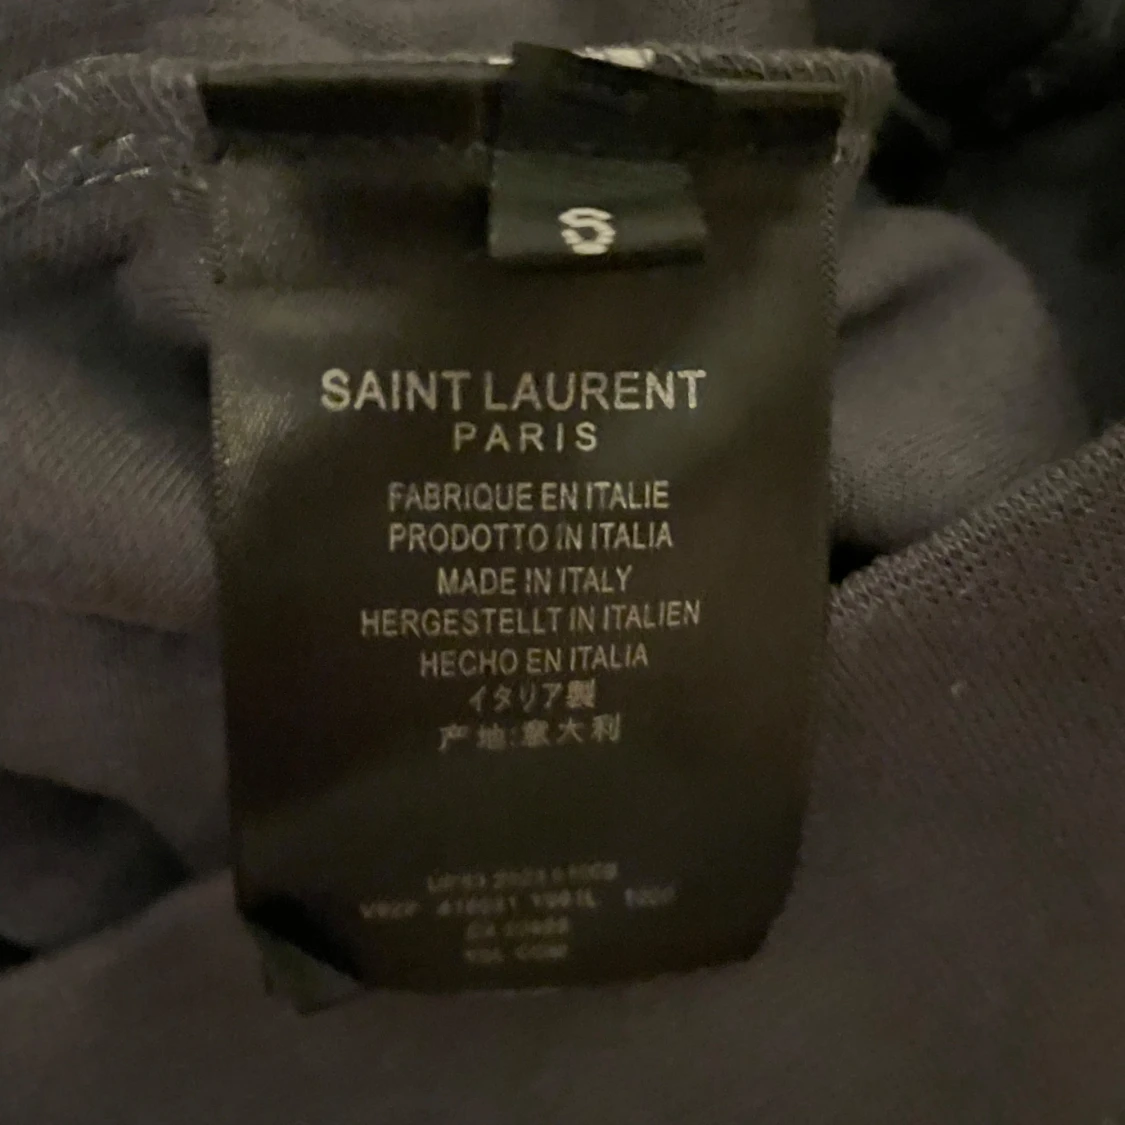 S
SAINT LAURENT
PARIS
FABRIQUE EN ITALIE
PRODOTTO IN ITALIA
MADE IN ITALY
HERGESTELLT IN ITALIEN
HECHO EN ITALIA
イタリア製
产地:意大利